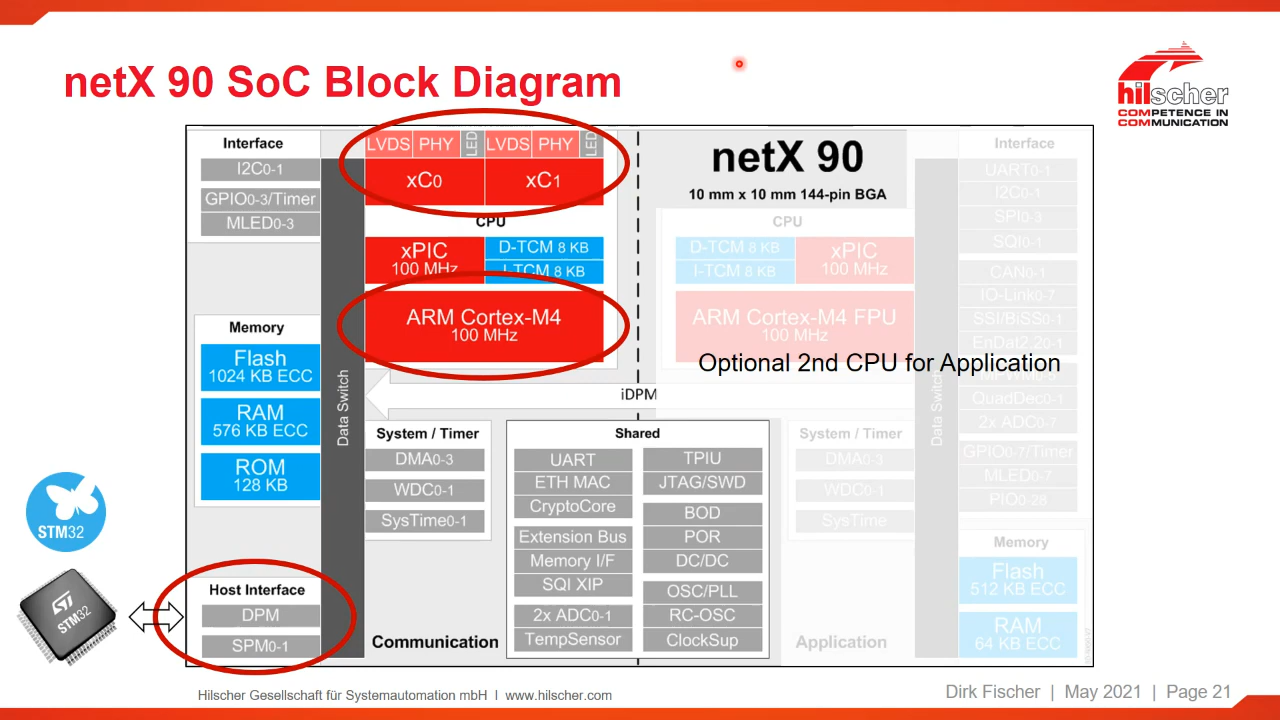 netX 90 SoC Block Diagram
hilscher
COMPETENCE IN
COMMUNICATION
Interface
I2C0-1
GPIO0-3/Timer
MLED0-3
LVDS PHY LED LVDS PHY LED
xC0 xC1
CPU
xPIC
100 MHz
D-TCM 8 KB
I-TCM 8 KB
ARM Cortex-M4
100 MHz
netX 90
10 mm x 10 mm 144-pin BGA
CPU
D-TCM 8 KB
I-TCM 8 KB
xPIC
100 MHz
ARM Cortex-M4 FPU
100 MHz
Optional 2nd CPU for Application
Interface
UART0-1
I2C0-1
SPI0-3
SQI0-1
CAN0-1
IO-Link0-7
SSI/BiSS0-1
EnDat2.20-1
QuadDec0-1
2x ADC0-7
GPIO0-7/Timer
MLED0-7
PIO0-28
Memory
Flash
1024 KB ECC
RAM
576 KB ECC
ROM
128 KB
Data Switch
iDPM
Data Switch
System / Timer
DMA0-3
WDC0-1
SysTime0-1
Shared
UART
ETH MAC
CryptoCore
Extension Bus
Memory I/F
SQI XIP
2x ADC0-1
TempSensor
TPIU
JTAG/SWD
BOD
POR
DC/DC
OSC/PLL
RC-OSC
ClockSup
System / Timer
DMA0-3
WDC0-1
SysTime
Memory
Flash
512 KB ECC
RAM
64 KB ECC
STM32
STM32
Host Interface
DPM
SPM0-1
Communication
Application
Hilscher Gesellschaft für Systemautomation mbH | www.hilscher.com
Dirk Fischer | May 2021 | Page 21